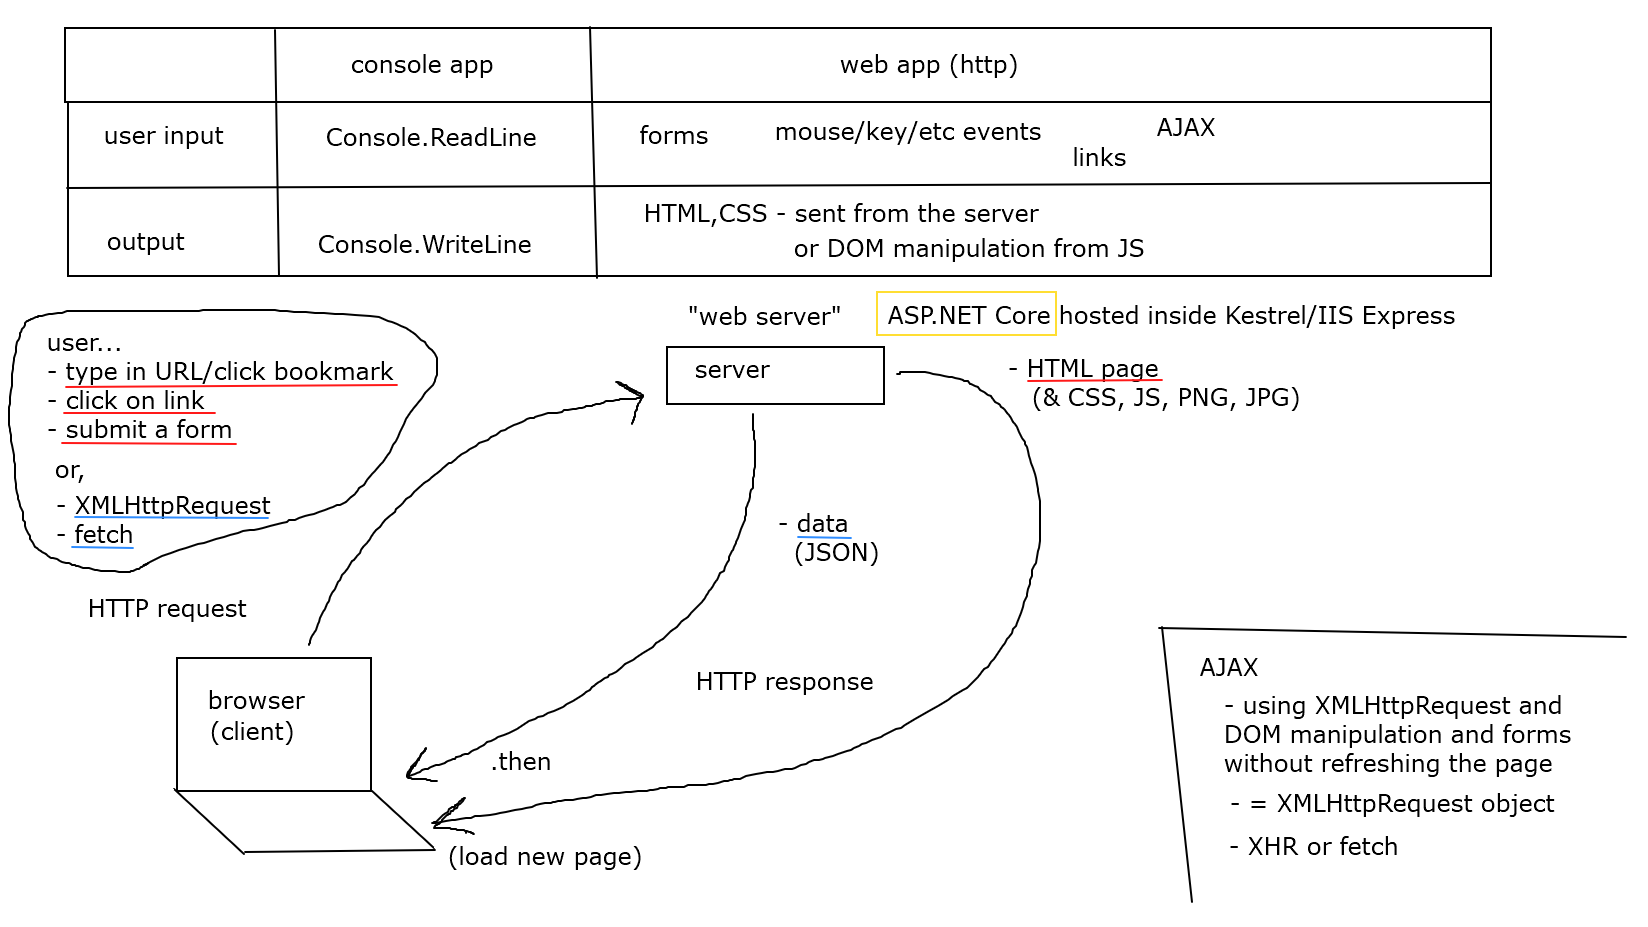 console app
web app (http)
user input
Console.ReadLine
forms
mouse/key/etc events
links
AJAX
output
Console.WriteLine
HTML,CSS - sent from the server
or DOM manipulation from JS
"web server"
ASP.NET Core hosted inside Kestrel/IIS Express
user...
- type in URL/click bookmark
- click on link
- submit a form
or,
- XMLHttpRequest
- fetch
server
- HTML page
(& CSS, JS, PNG, JPG)
- data
(JSON)
HTTP request
HTTP response
browser
(client)
.then
(load new page)
AJAX
- using XMLHttpRequest and
DOM manipulation and forms
without refreshing the page
- = XMLHttpRequest object
- XHR or fetch